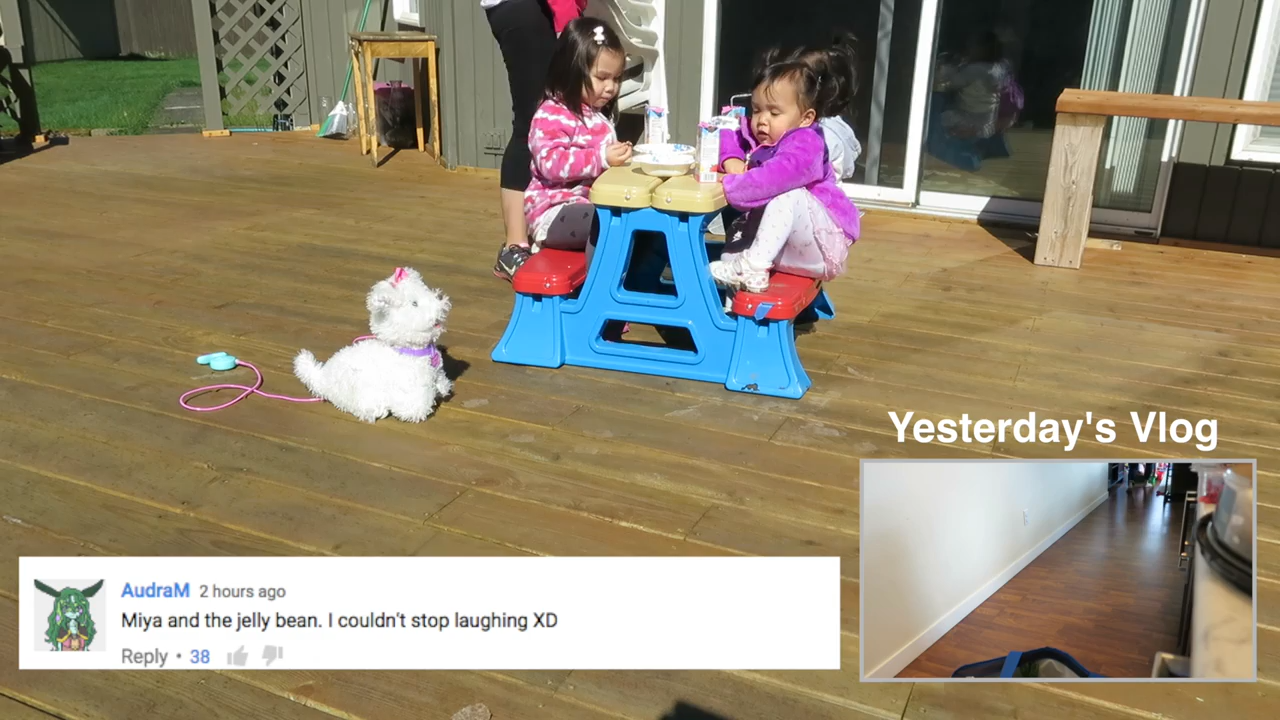 Yesterday's Vlog
AudraM 2 hours ago
Miya and the jelly bean. I couldn't stop laughing XD
Reply • 38